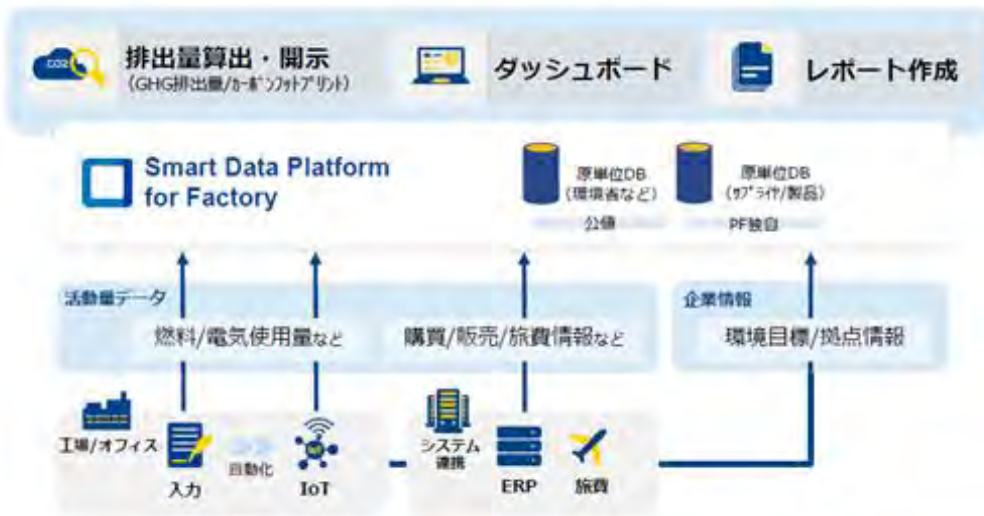 CO2
排出量算出・開示
(GHG排出量/カーボンフットプリント)
ダッシュボード
レポート作成
Smart Data Platform
for Factory
原単位DB
(環境省など)
公値
原単位DB
(サプライヤ/製品)
PF独自
活動量データ
燃料/電気使用量など
購買/販売/旅費情報など
企業情報
環境目標/拠点情報
工場/オフィス
入力
自動化
IoT
システム
連携
ERP
旅費